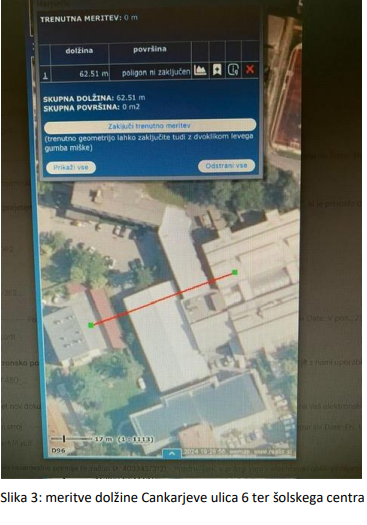 TRENUTNA MERITEV: 0 m
dolžina površina
1 62.51 m poligon ni zaključen
SKUPNA DOLŽINA: 62.51 m
SKUPNA POVRŠINA: 0 m2
Zaključi trenutno meritev
(trenutno geometrijo lahko zaključite tudi z dvoklikom levega
gumba miške)
Prikaži vse Odstrani vse
17 m (1:1113)
D96
Slika 3: meritve dolžine Cankarjeve ulica 6 ter šolskega centra